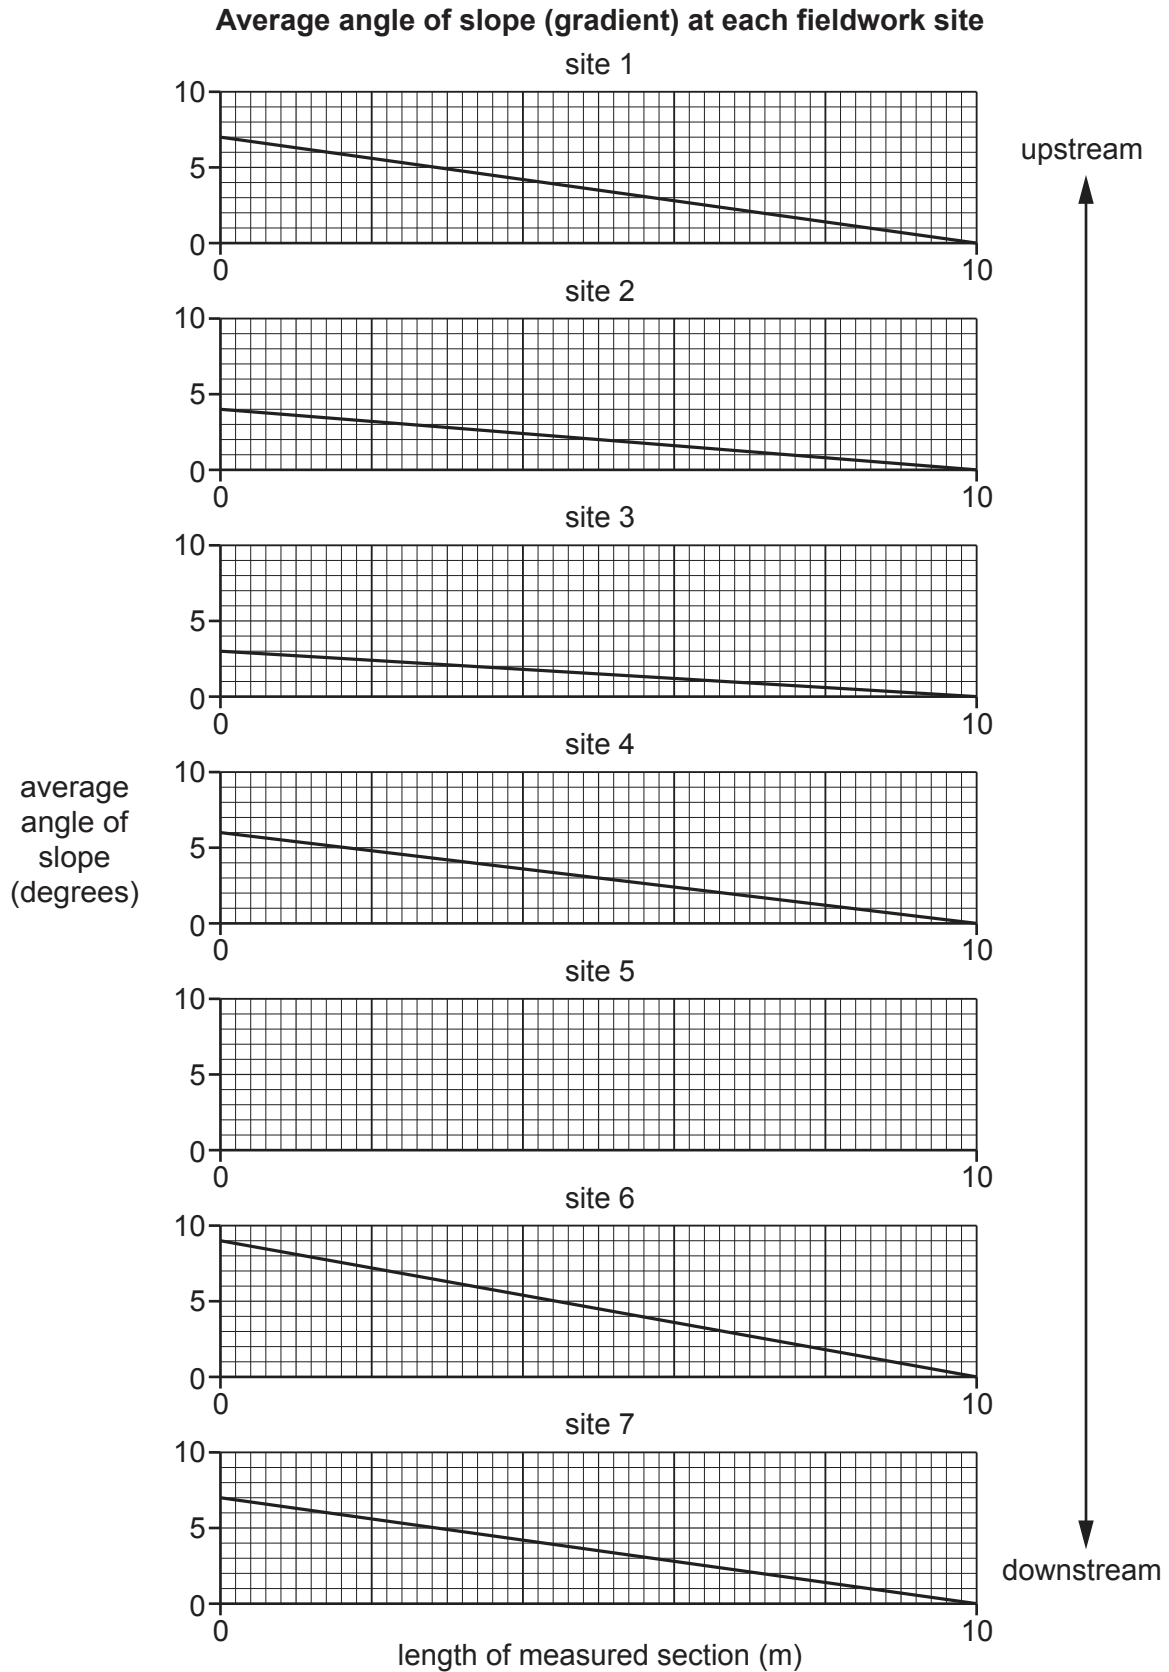 Average angle of slope (gradient) at each fieldwork site
site 1
10
5
0
0 10
upstream
site 2
10
5
0
0 10
site 3
10
5
0
0 10
site 4
10
5
0
0 10
average
angle of
slope
(degrees)
site 5
10
5
0
0 10
site 6
10
5
0
0 10
site 7
10
5
0
0 10
downstream
length of measured section (m)